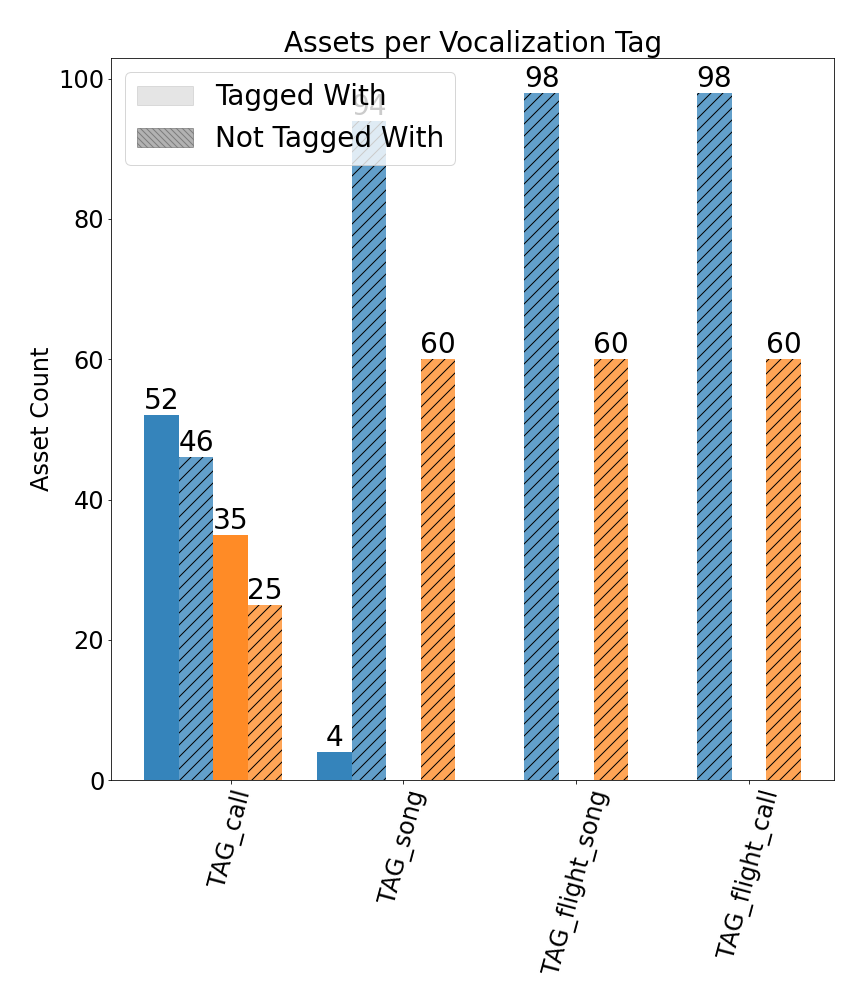 Assets per Vocalization Tag
Tagged With
Not Tagged With
Asset Count
100
80
60
40
20
0
52
46
35
25
4
94
60
98
60
98
60
TAG_call
TAG_song
TAG_flight_song
TAG_flight_call